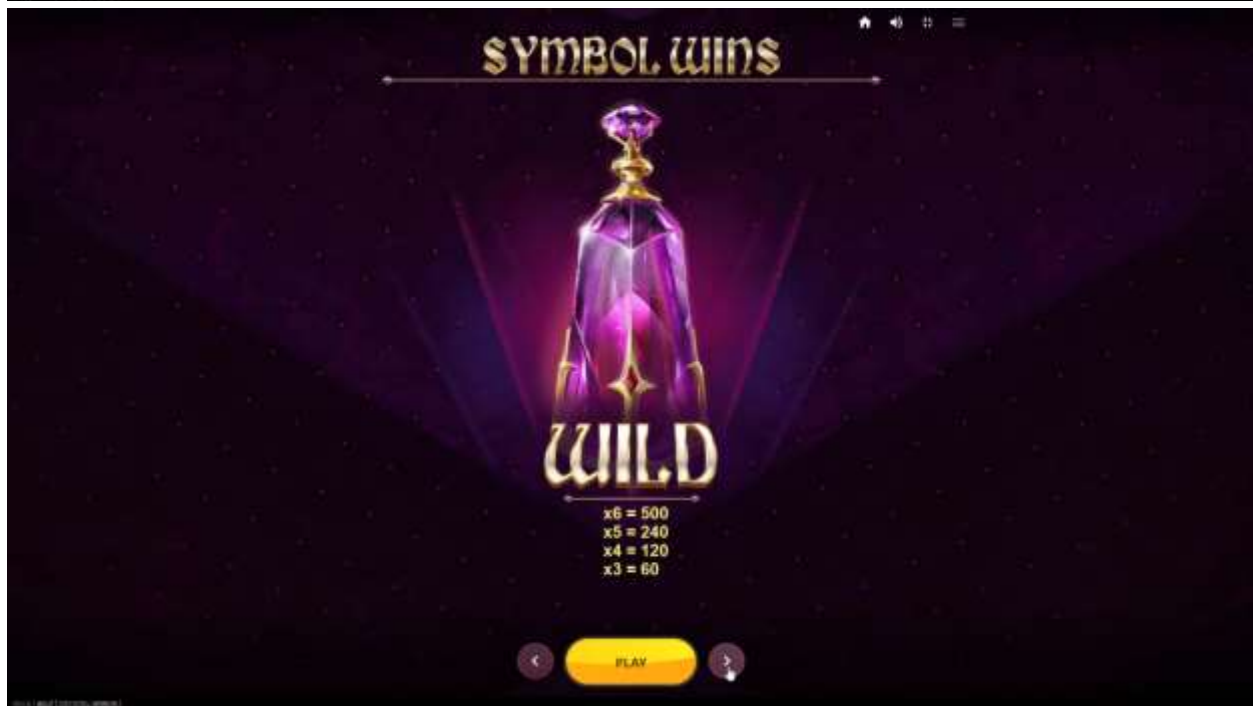 SYMBOL WINS
WILD
x6 = 500
x5 = 240
x4 = 120
x3 = 60
PLAY